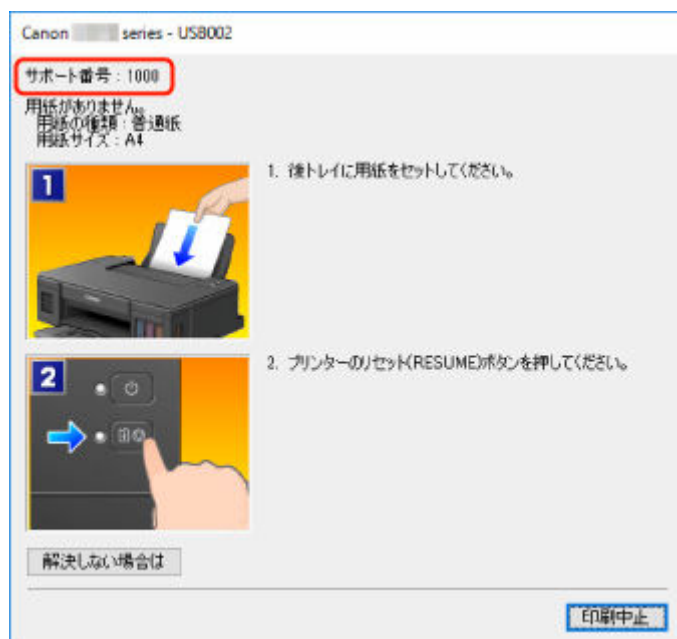 Canon series - USB002
サポート番号 : 1000
用紙がありません。
用紙の種類 : 普通紙
用紙サイズ : A4
1
1. 後トレイに用紙をセットしてください。
2
2. プリンターのリセット(RESUME)ボタンを押してください。
解決しない場合は
印刷中止